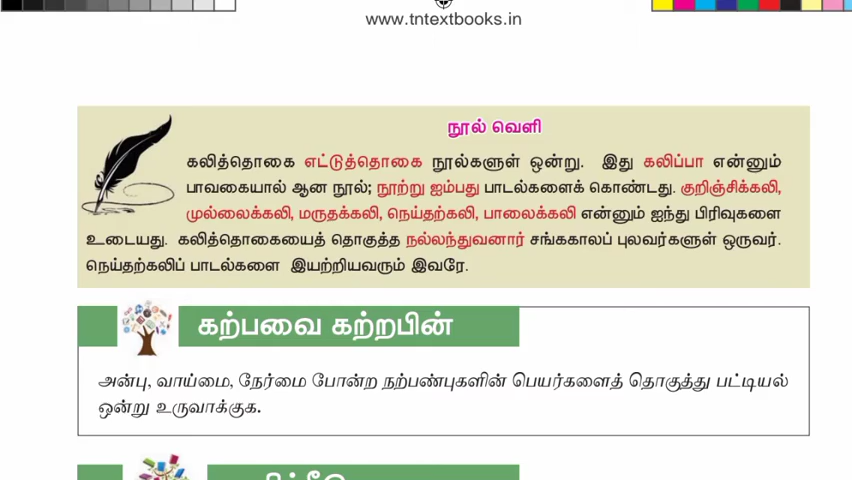 www.tntextbooks.in
நூல் வெளி
கலித்தொகை எட்டுத்தொகை நூல்களுள் ஒன்று. இது கலிப்பா என்னும்
பாவகையால் ஆன நூல்; நூற்று ஐம்பது பாடல்களைக் கொண்டது. குறிஞ்சிக்கலி,
முல்லைக்கலி, மருதக்கலி, நெய்தற்கலி, பாலைக்கலி என்னும் ஐந்து பிரிவுகளை
உடையது. கலித்தொகையைத் தொகுத்த நல்லந்துவனார் சங்ககாலப் புலவர்களுள் ஒருவர்.
நெய்தற்கலிப் பாடல்களை இயற்றியவரும் இவரே.
கற்பவை கற்றபின்
அன்பு, வாய்மை, நேர்மை போன்ற நற்பண்புகளின் பெயர்களைத் தொகுத்து பட்டியல்
ஒன்று உருவாக்குக.